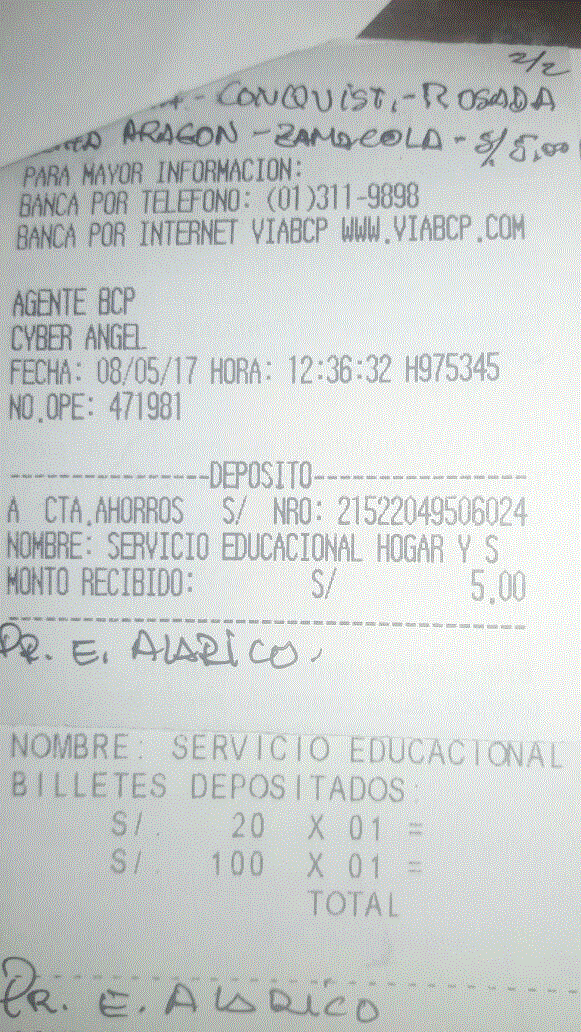 2/2
- CONQUIST.-ROSADA
ARAGON - ZAMACOLA - S/ 5,00
PARA MAYOR INFORMACION:
BANCA POR TELEFONO: (01)311-9898
BANCA POR INTERNET VIABCP WWW.VIABCP.COM
AGENTE BCP
CYBER ANGEL
FECHA: 08/05/17 HORA: 12:36:32 H975345
NO.OPE: 471981
---------------DEPOSITO----------------
A CTA.AHORROS S/ NRO: 21522049506024
NOMBRE: SERVICIO EDUCACIONAL HOGAR Y S
MONTO RECIBIDO: S/ 5.00
PR. E. ALARICO.
NOMBRE: SERVICIO EDUCACIONAL
BILLETES DEPOSITADOS:
S/. 20 X 01 =
S/. 100 X 01 =
TOTAL
PR. E. ALARICO